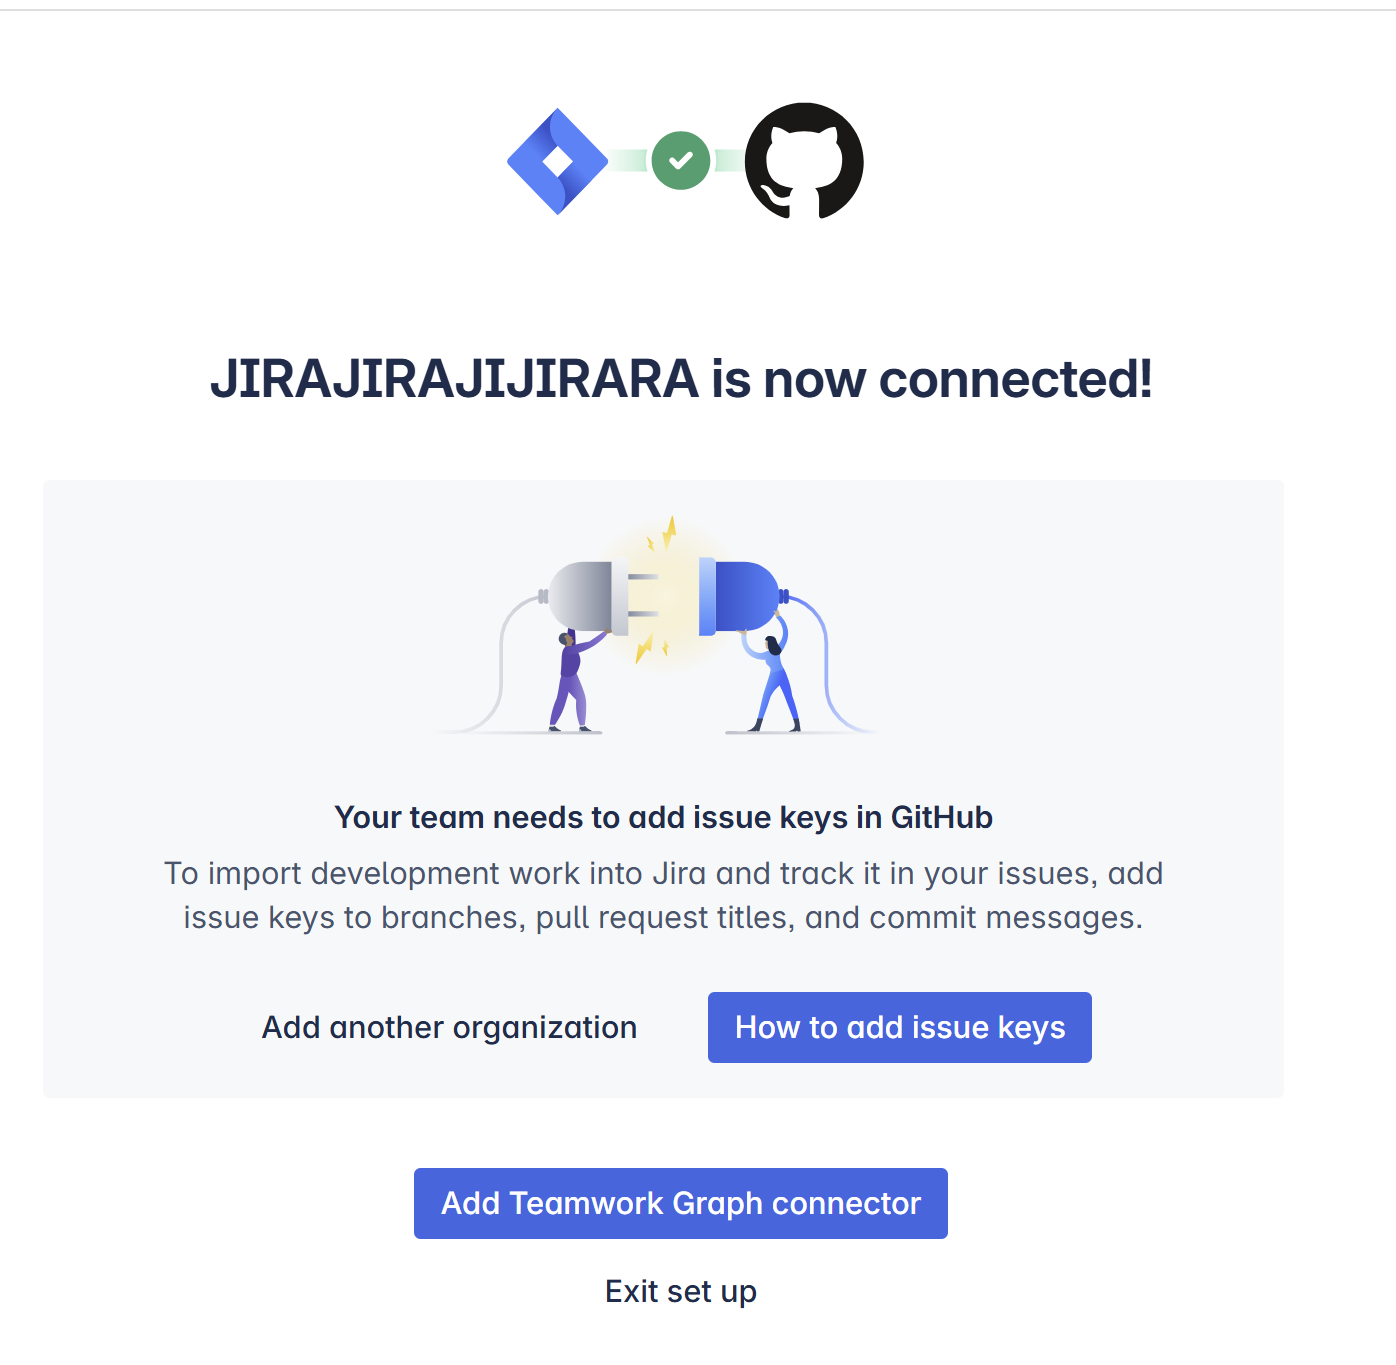 JIRAJIRAJIJIRARA is now connected!
Your team needs to add issue keys in GitHub
To import development work into Jira and track it in your issues, add
issue keys to branches, pull request titles, and commit messages.
Add another organization
How to add issue keys
Add Teamwork Graph connector
Exit set up